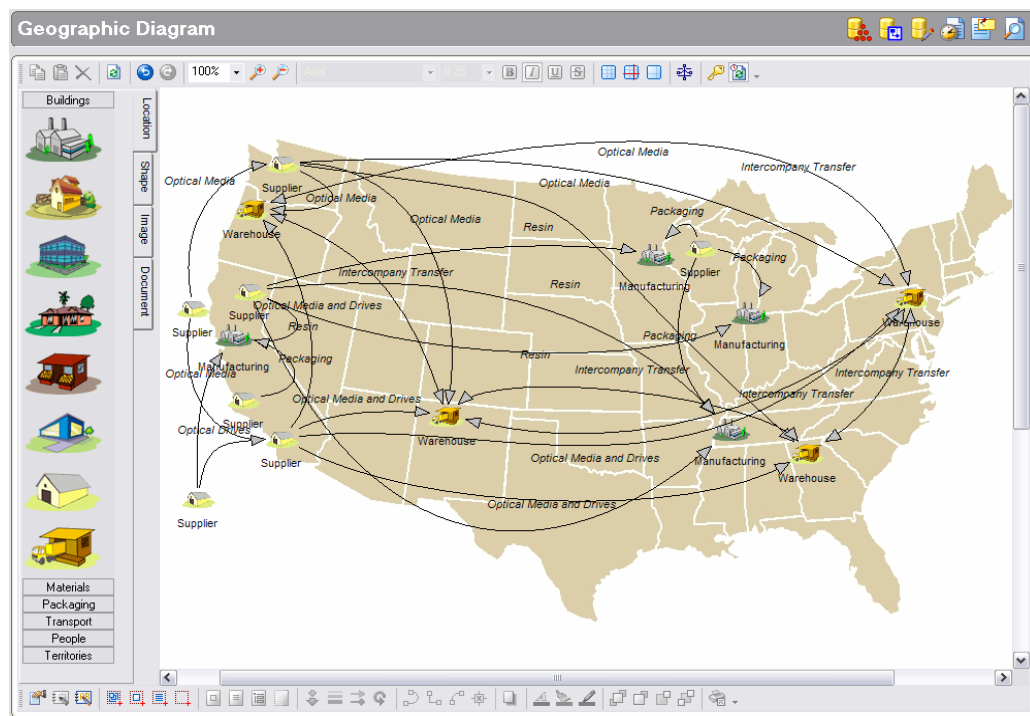 Geographic Diagram
100%
Arial
8.25
B I U S
Buildings
Location
Shape
Image
Document
Optical Media
Optical Media
Supplier
Intercompany Transfer
Optical Media
Optical Media
Packaging
Optical Media
Resin
Warehouse
Supplier
Packaging
Intercompany Transfer
Resin
Manufacturing
Optical Media and Drives
Supplier
Supplier
Resin
Packaging
Manufacturing
Warehouse
Packaging
Resin
Manufacturing
Optical Media
Intercompany Transfer
Intercompany Transfer
Optical Media and Drives
Intercompany Transfer
Supplier
Optical Drives
Warehouse
Supplier
Optical Media and Drives
Manufacturing
Warehouse
Optical Media and Drives
Supplier
Materials
Packaging
Transport
People
Territories